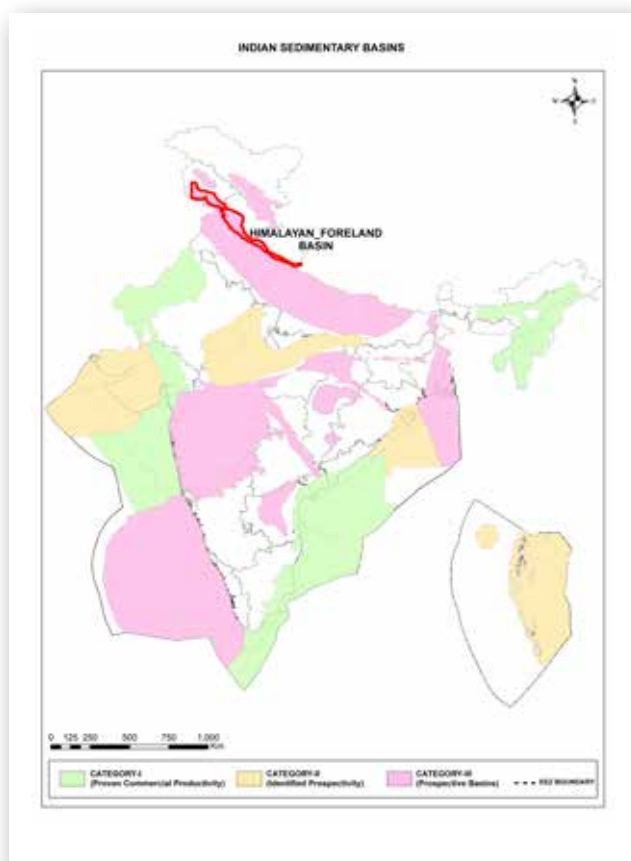 INDIAN SEDIMENTARY BASINS
N
W E
S
HIMALAYAN_FORELAND
BASIN
0 125 250 500 750 1,000
Km
CATEGORY-I
(Proven Commercial Productivity)
CATEGORY-II
(Identified Prospectivity)
CATEGORY-III
(Prospective Basins)
EEZ BOUNDARY